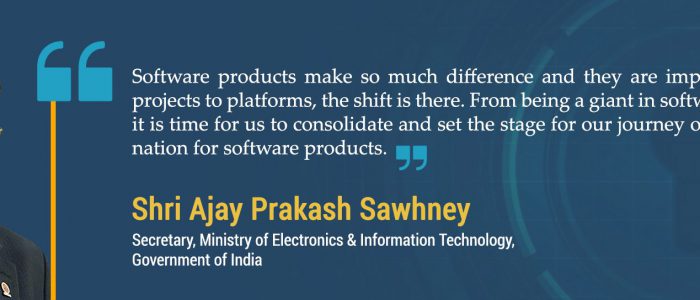 Software products make so much difference and they are
projects to platforms, the shift is there. From being a giant in
it is time for us to consolidate and set the stage for our journey
nation for software products.
Shri Ajay Prakash Sawhney
Secretary, Ministry of Electronics & Information Technology,
Government of India